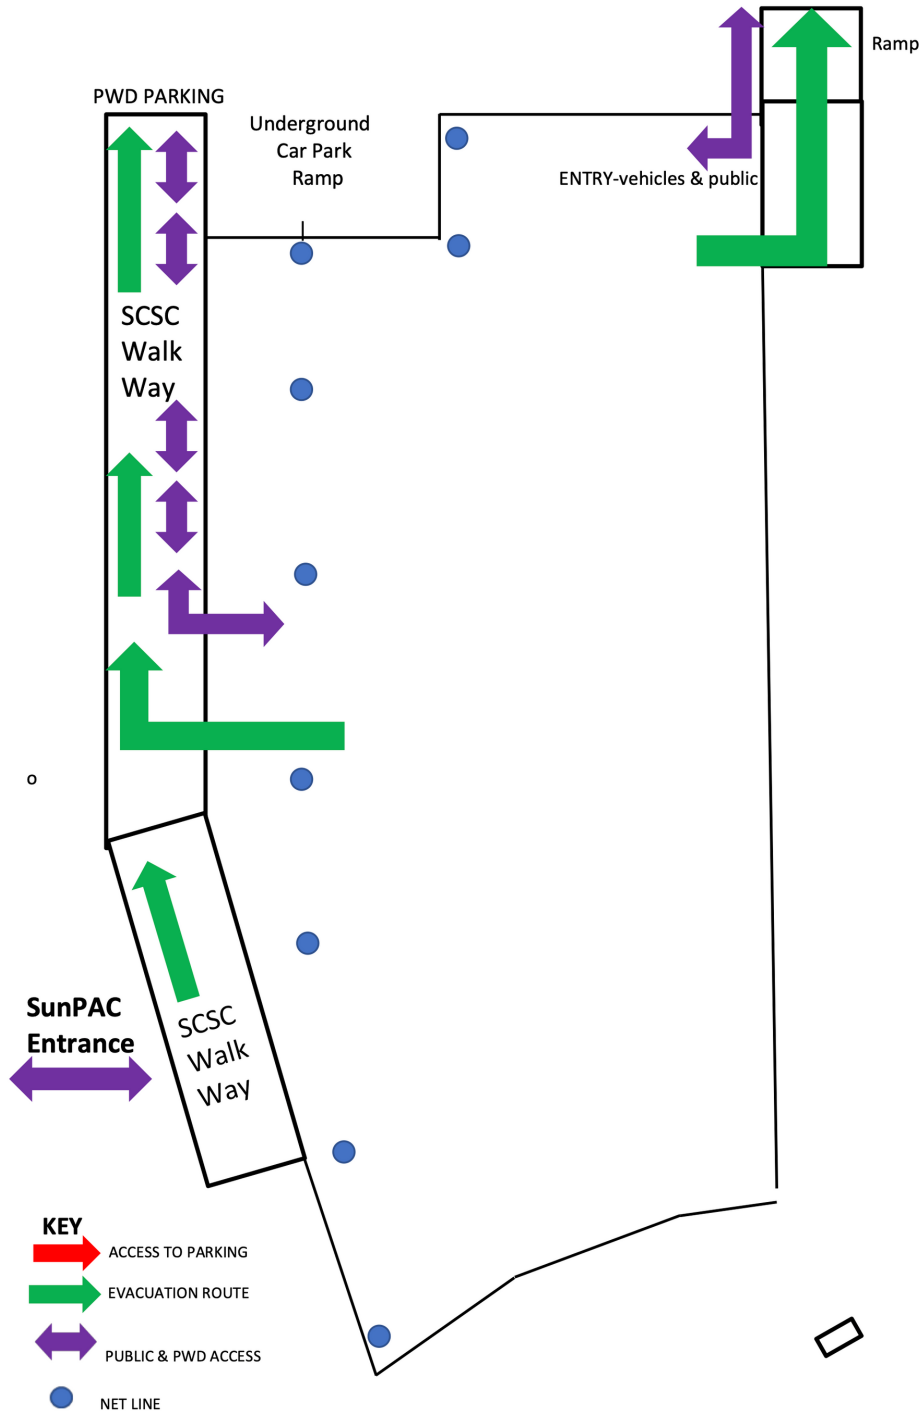 Ramp
PWD PARKING
Underground
Car Park
Ramp
ENTRY-vehicles & public
SCSC
Walk
Way
o
SunPAC
Entrance
SCSC
Walk
Way
KEY
ACCESS TO PARKING
EVACUATION ROUTE
PUBLIC & PWD ACCESS
NET LINE